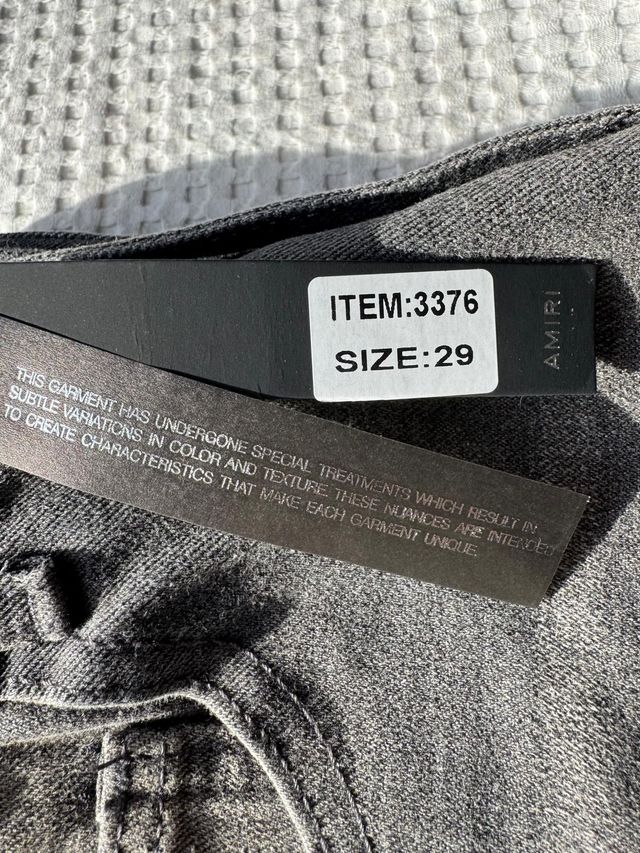 ITEM:3376
SIZE:29
AMIRI
THIS GARMENT HAS UNDERGONE SPECIAL TREATMENTS WHICH RESULT IN
SUBTLE VARIATIONS IN COLOR AND TEXTURE. THESE NUANCES ARE INTENDED
TO CREATE CHARACTERISTICS THAT MAKE EACH GARMENT UNIQUE.